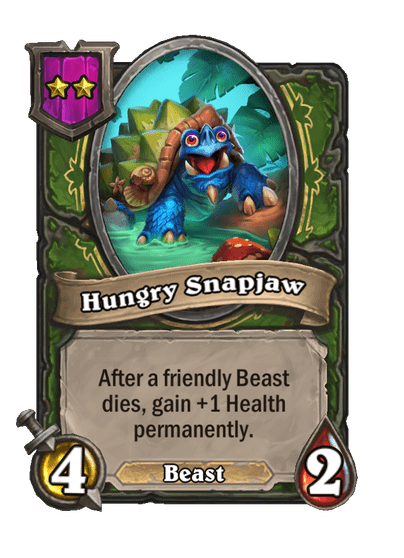 Hungry Snapjaw
After a friendly Beast
dies, gain +1 Health
permanently.
4
Beast
2